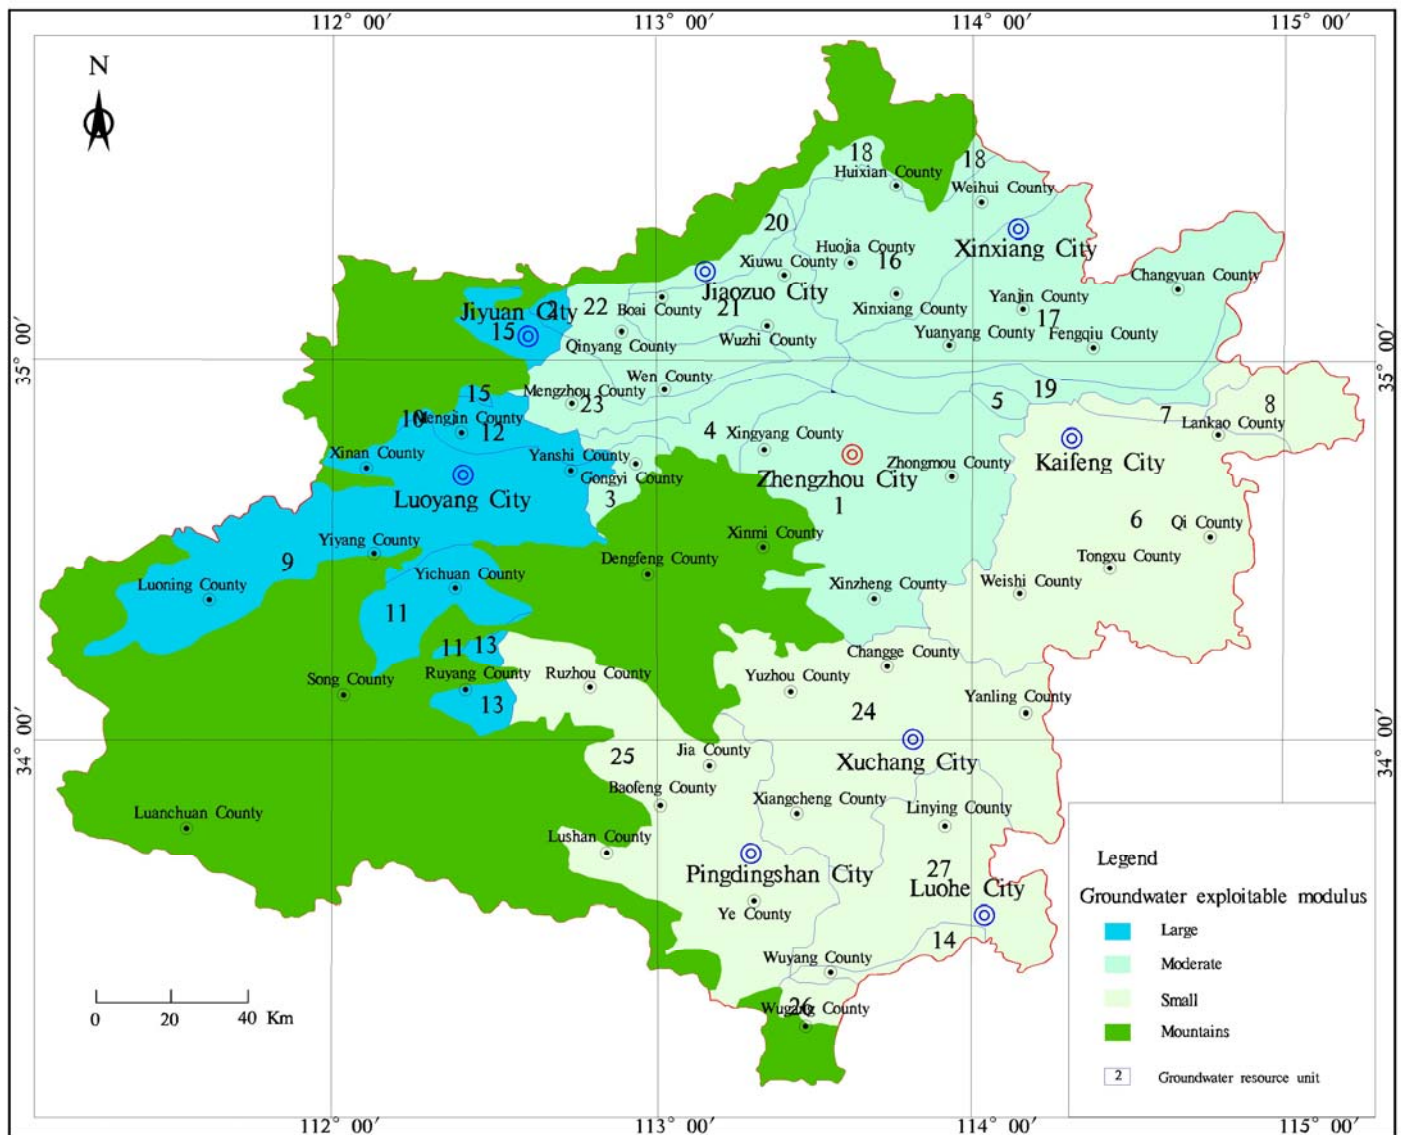 112° 00′
113° 00′
114° 00′
115° 00′
N
18
18
Huixian County
Weihui County
20
Xinxiang City
Huojia County
16
Xiuwu County
Changyuan County
Jiaozuo City
Jiyuan City
2
22
Boai County
21
Xinxiang County
Yanjin County
17
15
Qinyang County
Wuzhi County
Yuanyang County
Fengqiu County
35° 00′
35° 00′
Wen County
Mengzhou County
15
23
5
19
7
8
10
Mengjin County
12
4
Xingyang County
Lankao County
Xinan County
Yanshi County
Gongyi County
Zhongmou County
Kaifeng City
Zhengzhou City
Luoyang City
3
1
6
Qi County
Yiyang County
Xinmi County
9
Dengfeng County
Tongxu County
Luoning County
Yichuan County
Xinzheng County
Weishi County
11
11
13
Changge County
Song County
Ruyang County
Ruzhou County
Yuzhou County
Yanling County
13
24
34° 00′
34° 00′
25
Jia County
Xuchang City
Baofeng County
Xiangcheng County
Linying County
Luanchuan County
Lushan County
Pingdingshan City
27
Luohe City
Ye County
14
Wuyang County
26
Wugang County
0 20 40 Km
Legend
Groundwater exploitable modulus
Large
Moderate
Small
Mountains
2 Groundwater resource unit
112° 00′
113° 00′
114° 00′
115° 00′